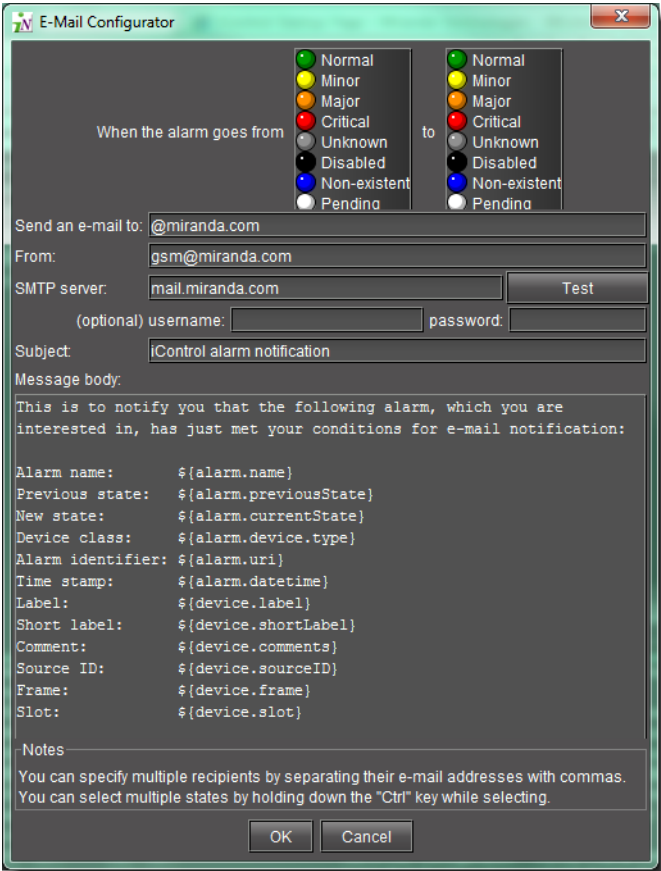 E-Mail Configurator
Normal
Minor
Major
Critical
Unknown
Disabled
Non-existent
Pending
When the alarm goes from
to
Normal
Minor
Major
Critical
Unknown
Disabled
Non-existent
Pending
Send an e-mail to: @miranda.com
From: gsm@miranda.com
SMTP server: mail.miranda.com Test
(optional) username: password:
Subject: iControl alarm notification
Message body:
This is to notify you that the following alarm, which you are
interested in, has just met your conditions for e-mail notification:
Alarm name: ${alarm.name}
Previous state: ${alarm.previousState}
New state: ${alarm.currentState}
Device class: ${alarm.device.type}
Alarm identifier: ${alarm.uri}
Time stamp: ${alarm.datetime}
Label: ${device.label}
Short label: ${device.shortLabel}
Comment: ${device.comments}
Source ID: ${device.sourceID}
Frame: ${device.frame}
Slot: ${device.slot}
Notes
You can specify multiple recipients by separating their e-mail addresses with commas.
You can select multiple states by holding down the "Ctrl" key while selecting.
OK Cancel